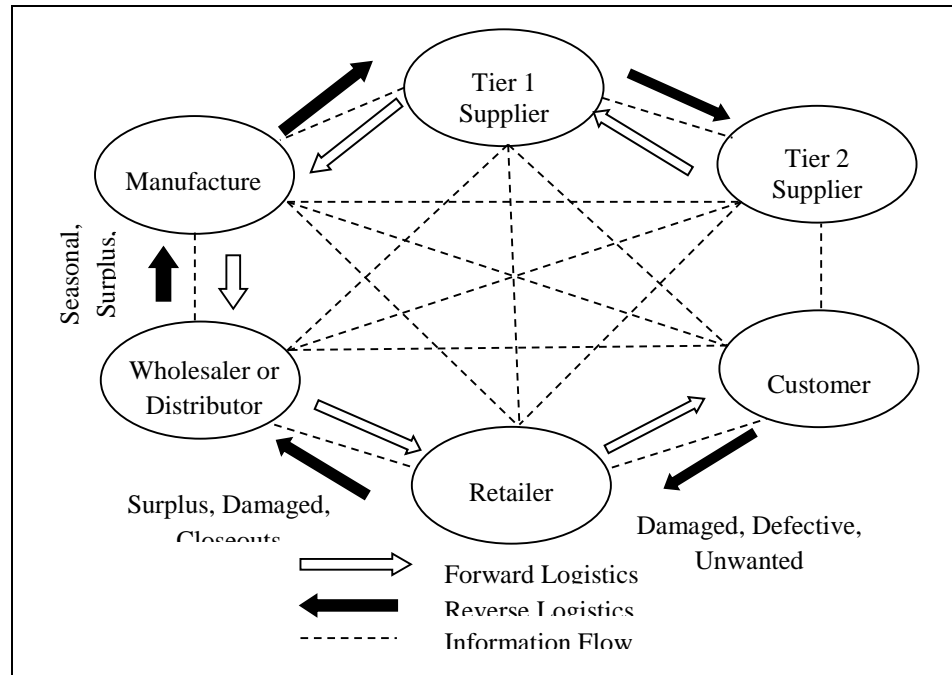 Tier 1
Supplier
Tier 2
Supplier
Manufacture
Seasonal,
Surplus,
Wholesaler or
Distributor
Customer
Retailer
Surplus, Damaged,
Closeouts
Damaged, Defective,
Unwanted
Forward Logistics
Reverse Logistics
Information Flow